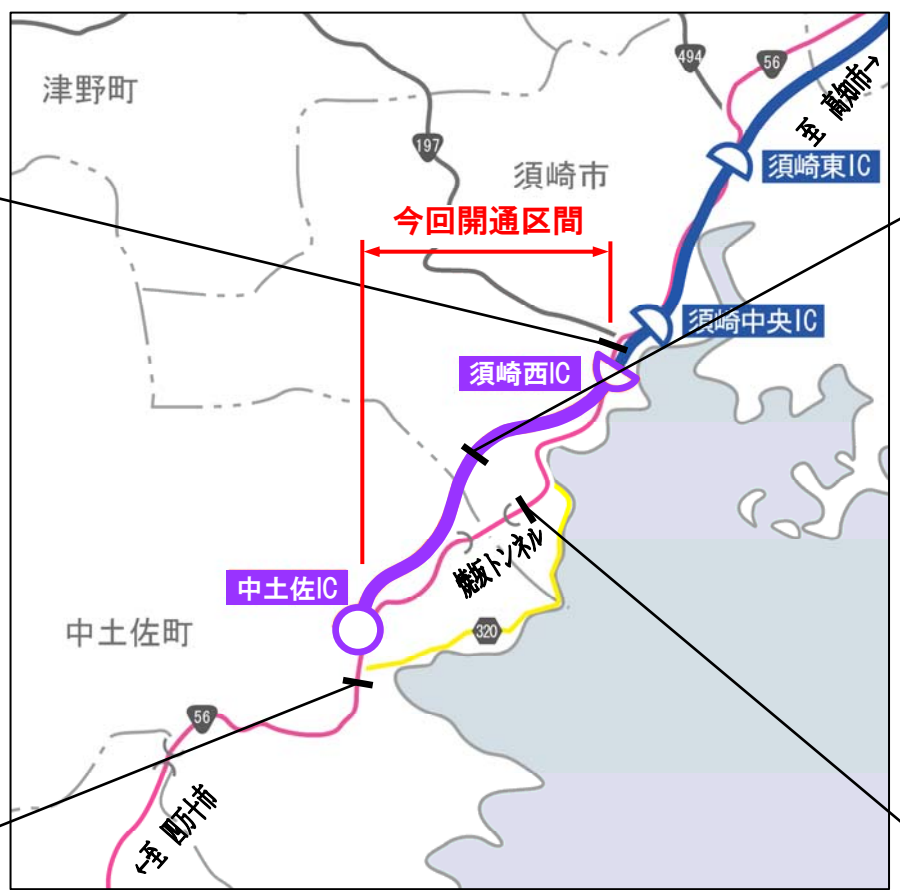 494
56
津野町
至 高知市→
197
須崎東IC
須崎市
今回開通区間
須崎中央IC
須崎西IC
焼坂トンネル
中土佐IC
中土佐町
320
56
←至 四万十市